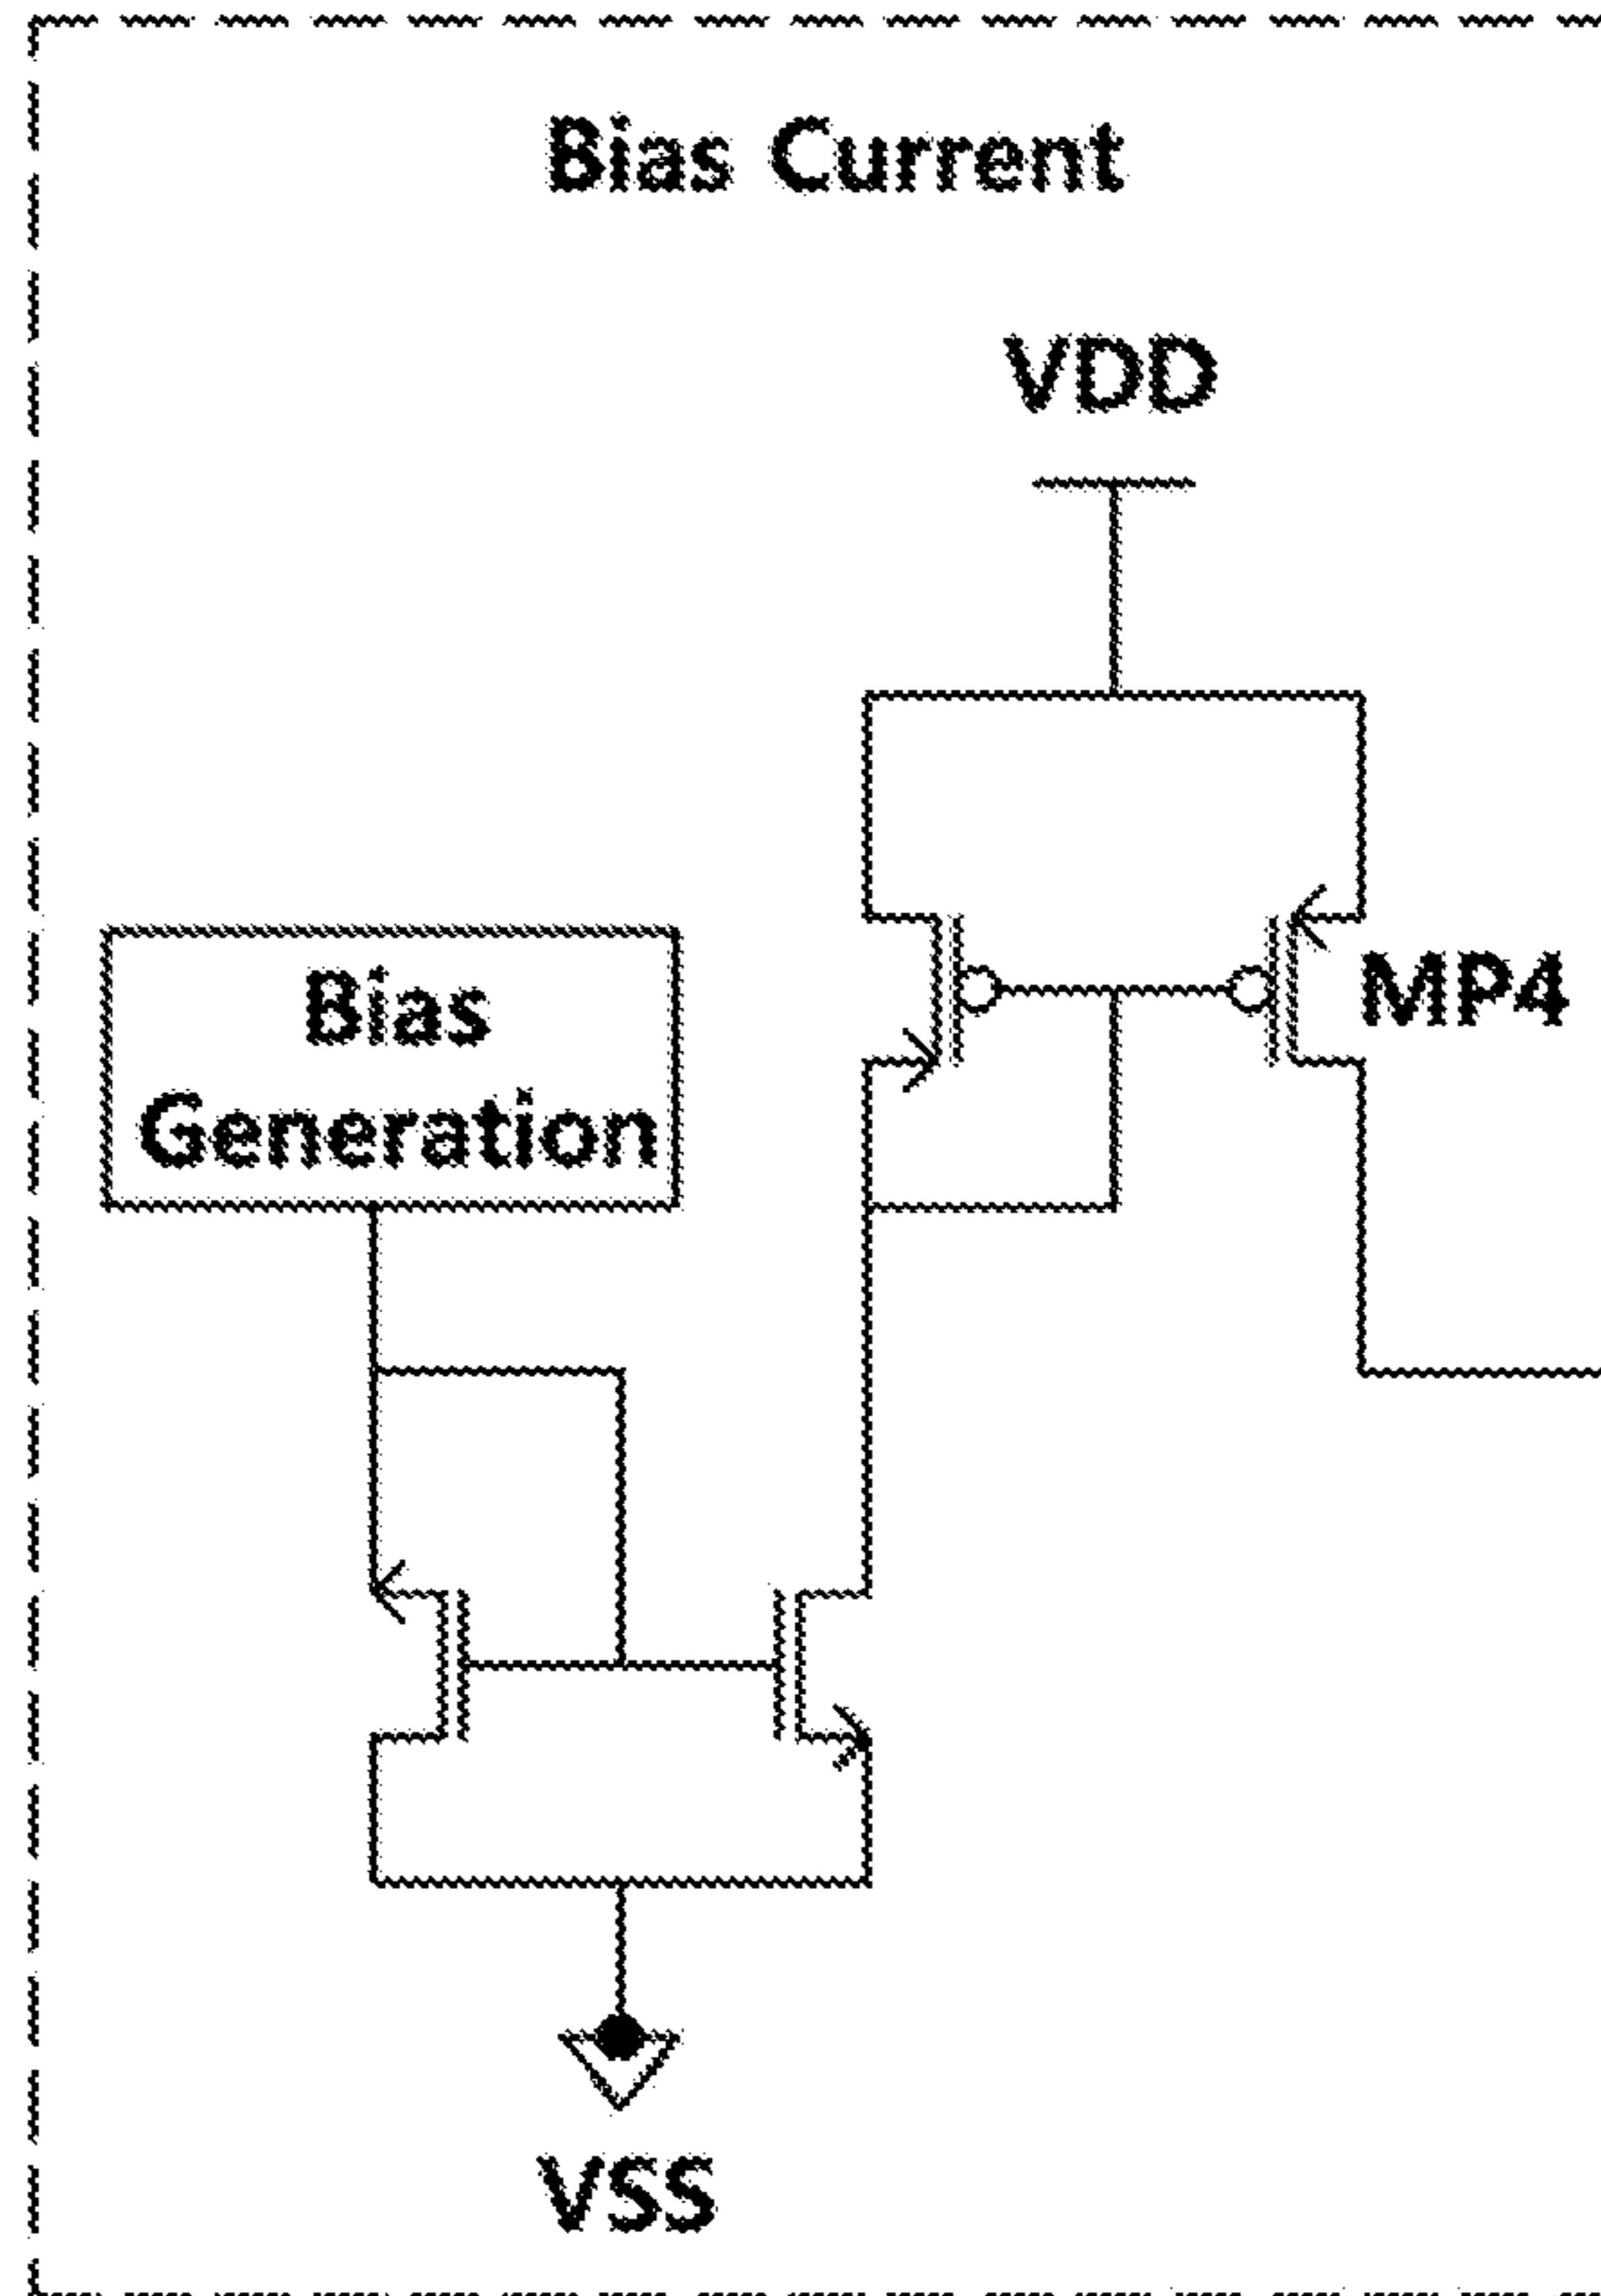 Bias Current
VDD
MP4
Bias
Generation
VSS